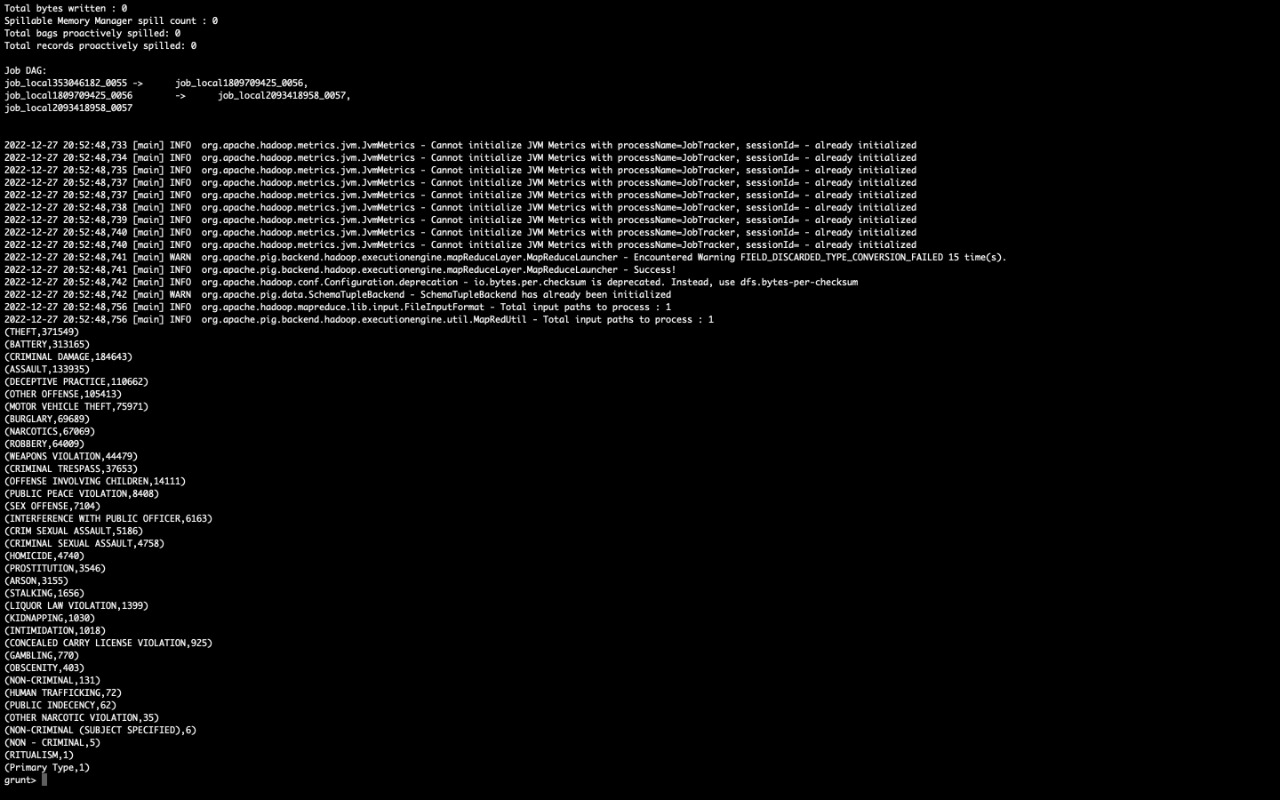 Total bytes written : 0
Spillable Memory Manager spill count : 0
Total bags proactively spilled: 0
Total records proactively spilled: 0
Job DAG:
job_local353046182_0055 -> job_local1809709425_0056,
job_local1809709425_0056 -> job_local2093418958_0057,
job_local2093418958_0057
2022-12-27 20:52:48,733 [main] INFO org.apache.hadoop.metrics.jvm.JvmMetrics - Cannot initialize JVM Metrics with processName=JobTracker, sessionId= - already initialized
2022-12-27 20:52:48,734 [main] INFO org.apache.hadoop.metrics.jvm.JvmMetrics - Cannot initialize JVM Metrics with processName=JobTracker, sessionId= - already initialized
2022-12-27 20:52:48,735 [main] INFO org.apache.hadoop.metrics.jvm.JvmMetrics - Cannot initialize JVM Metrics with processName=JobTracker, sessionId= - already initialized
2022-12-27 20:52:48,737 [main] INFO org.apache.hadoop.metrics.jvm.JvmMetrics - Cannot initialize JVM Metrics with processName=JobTracker, sessionId= - already initialized
2022-12-27 20:52:48,737 [main] INFO org.apache.hadoop.metrics.jvm.JvmMetrics - Cannot initialize JVM Metrics with processName=JobTracker, sessionId= - already initialized
2022-12-27 20:52:48,738 [main] INFO org.apache.hadoop.metrics.jvm.JvmMetrics - Cannot initialize JVM Metrics with processName=JobTracker, sessionId= - already initialized
2022-12-27 20:52:48,739 [main] INFO org.apache.hadoop.metrics.jvm.JvmMetrics - Cannot initialize JVM Metrics with processName=JobTracker, sessionId= - already initialized
2022-12-27 20:52:48,740 [main] INFO org.apache.hadoop.metrics.jvm.JvmMetrics - Cannot initialize JVM Metrics with processName=JobTracker, sessionId= - already initialized
2022-12-27 20:52:48,740 [main] INFO org.apache.hadoop.metrics.jvm.JvmMetrics - Cannot initialize JVM Metrics with processName=JobTracker, sessionId= - already initialized
2022-12-27 20:52:48,741 [main] WARN org.apache.pig.backend.hadoop.executionengine.mapReduceLayer.MapReduceLauncher - Encountered Warning FIELD_DISCARDED_TYPE_CONVERSION_FAILED 15 time(s).
2022-12-27 20:52:48,741 [main] INFO org.apache.pig.backend.hadoop.executionengine.mapReduceLayer.MapReduceLauncher - Success!
2022-12-27 20:52:48,742 [main] INFO org.apache.hadoop.conf.Configuration.deprecation - io.bytes.per.checksum is deprecated. Instead, use dfs.bytes-per-checksum
2022-12-27 20:52:48,742 [main] WARN org.apache.pig.data.SchemaTupleBackend - SchemaTupleBackend has already been initialized
2022-12-27 20:52:48,756 [main] INFO org.apache.hadoop.mapreduce.lib.input.FileInputFormat - Total input paths to process : 1
2022-12-27 20:52:48,756 [main] INFO org.apache.pig.backend.hadoop.executionengine.util.MapRedUtil - Total input paths to process : 1
(THEFT,371549)
(BATTERY,313165)
(CRIMINAL DAMAGE,184643)
(ASSAULT,133935)
(DECEPTIVE PRACTICE,110662)
(OTHER OFFENSE,105413)
(MOTOR VEHICLE THEFT,75971)
(BURGLARY,69689)
(NARCOTICS,67069)
(ROBBERY,64009)
(WEAPONS VIOLATION,44479)
(CRIMINAL TRESPASS,37653)
(OFFENSE INVOLVING CHILDREN,14111)
(PUBLIC PEACE VIOLATION,8408)
(SEX OFFENSE,7104)
(INTERFERENCE WITH PUBLIC OFFICER,6163)
(CRIM SEXUAL ASSAULT,5186)
(CRIMINAL SEXUAL ASSAULT,4758)
(HOMICIDE,4740)
(PROSTITUTION,3546)
(ARSON,3155)
(STALKING,1656)
(LIQUOR LAW VIOLATION,1399)
(KIDNAPPING,1030)
(INTIMIDATION,1018)
(CONCEALED CARRY LICENSE VIOLATION,925)
(GAMBLING,770)
(OBSCENITY,403)
(NON-CRIMINAL,131)
(HUMAN TRAFFICKING,72)
(PUBLIC INDECENCY,62)
(OTHER NARCOTIC VIOLATION,35)
(NON-CRIMINAL (SUBJECT SPECIFIED),6)
(NON - CRIMINAL,5)
(RITUALISM,1)
(Primary Type,1)
grunt>